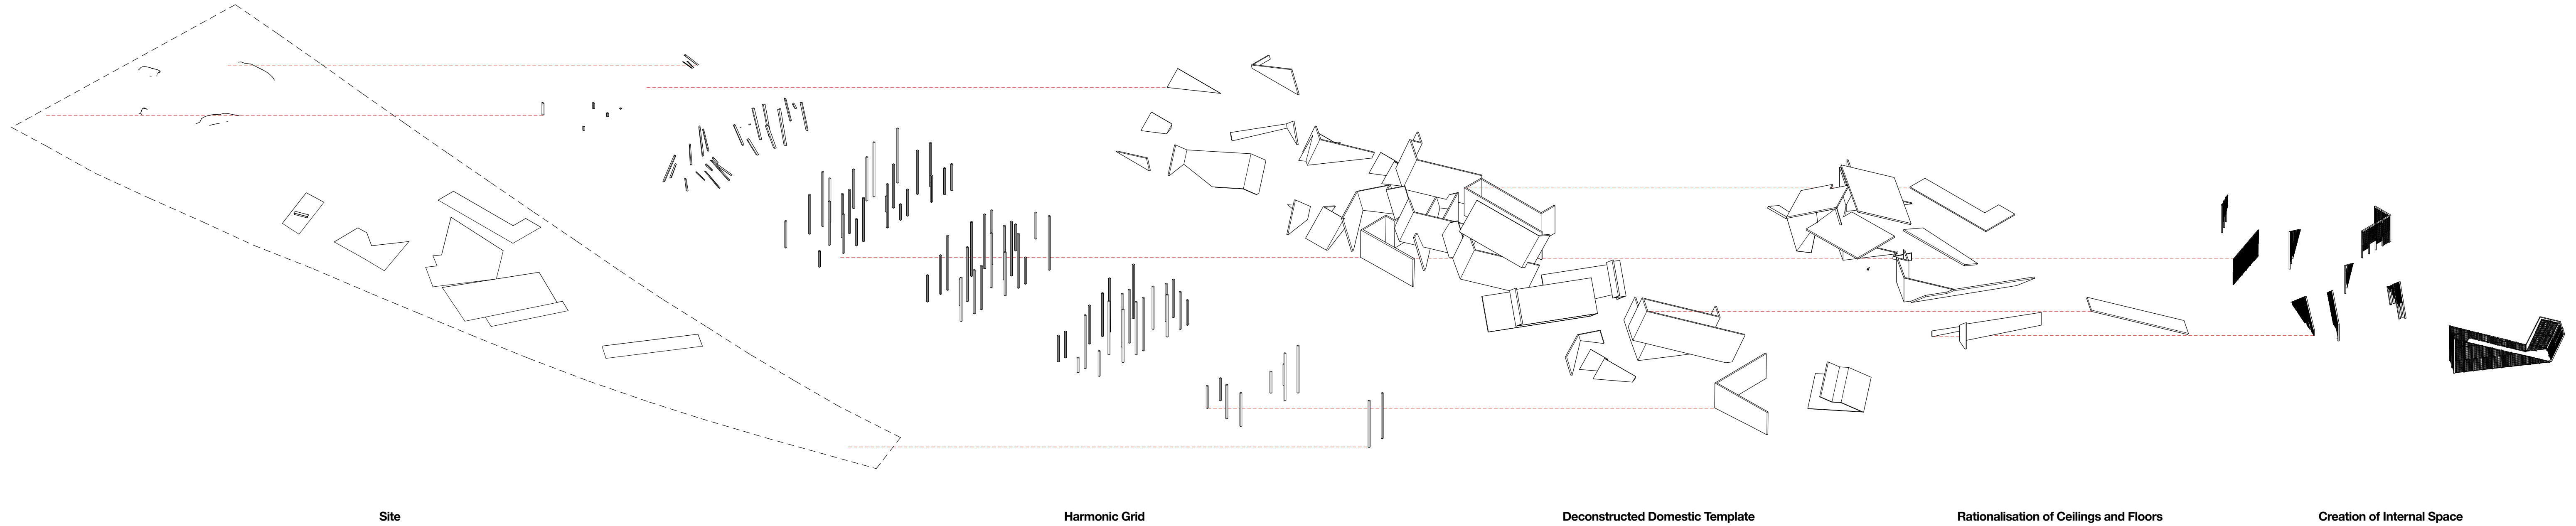 Site
Harmonic Grid
Deconstructed Domestic Template
Rationalisation of Ceilings and Floors
Creation of Internal Space